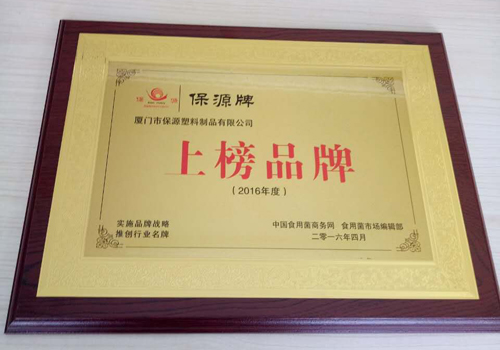 保源牌
厦门市保源塑料制品有限公司
上榜品牌
（2016年度）
实施品牌战略
推创行业名牌
中国食用菌商务网 食用菌市场编辑部
二零一六年四月